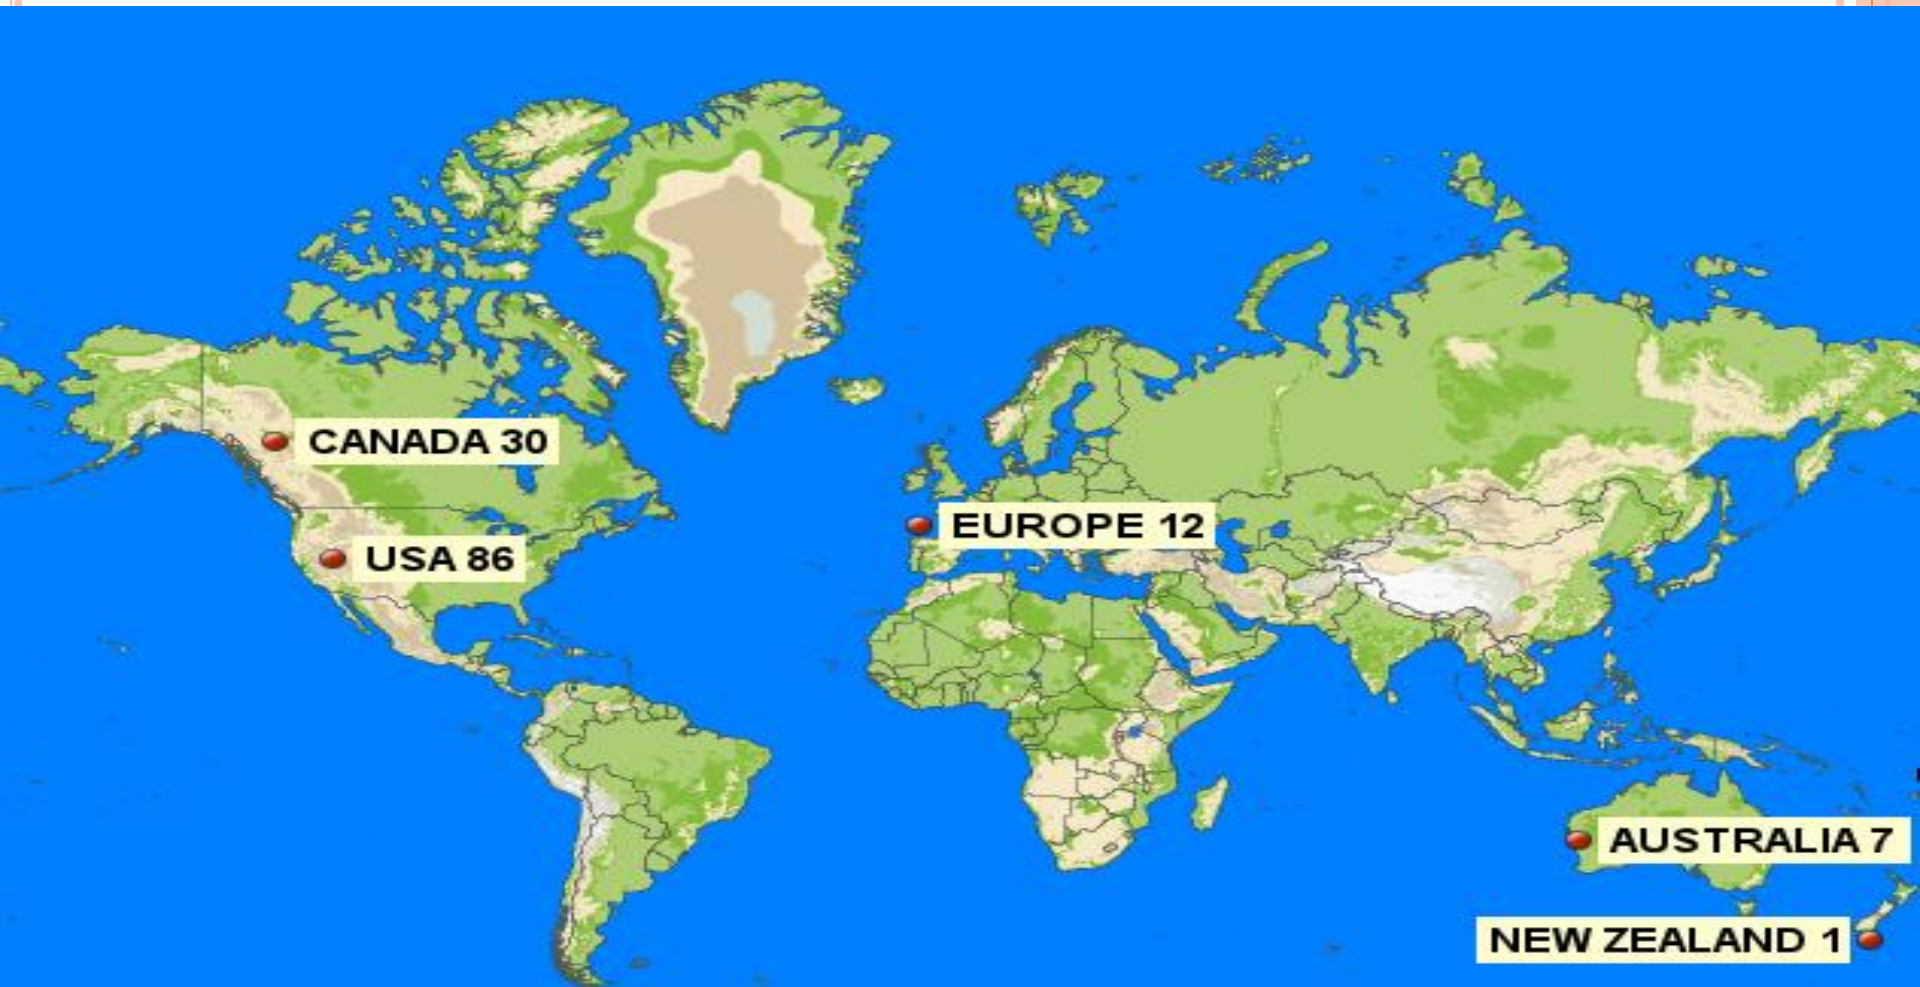 CANADA 30
EUROPE 12
USA 86
AUSTRALIA 7
NEW ZEALAND 1